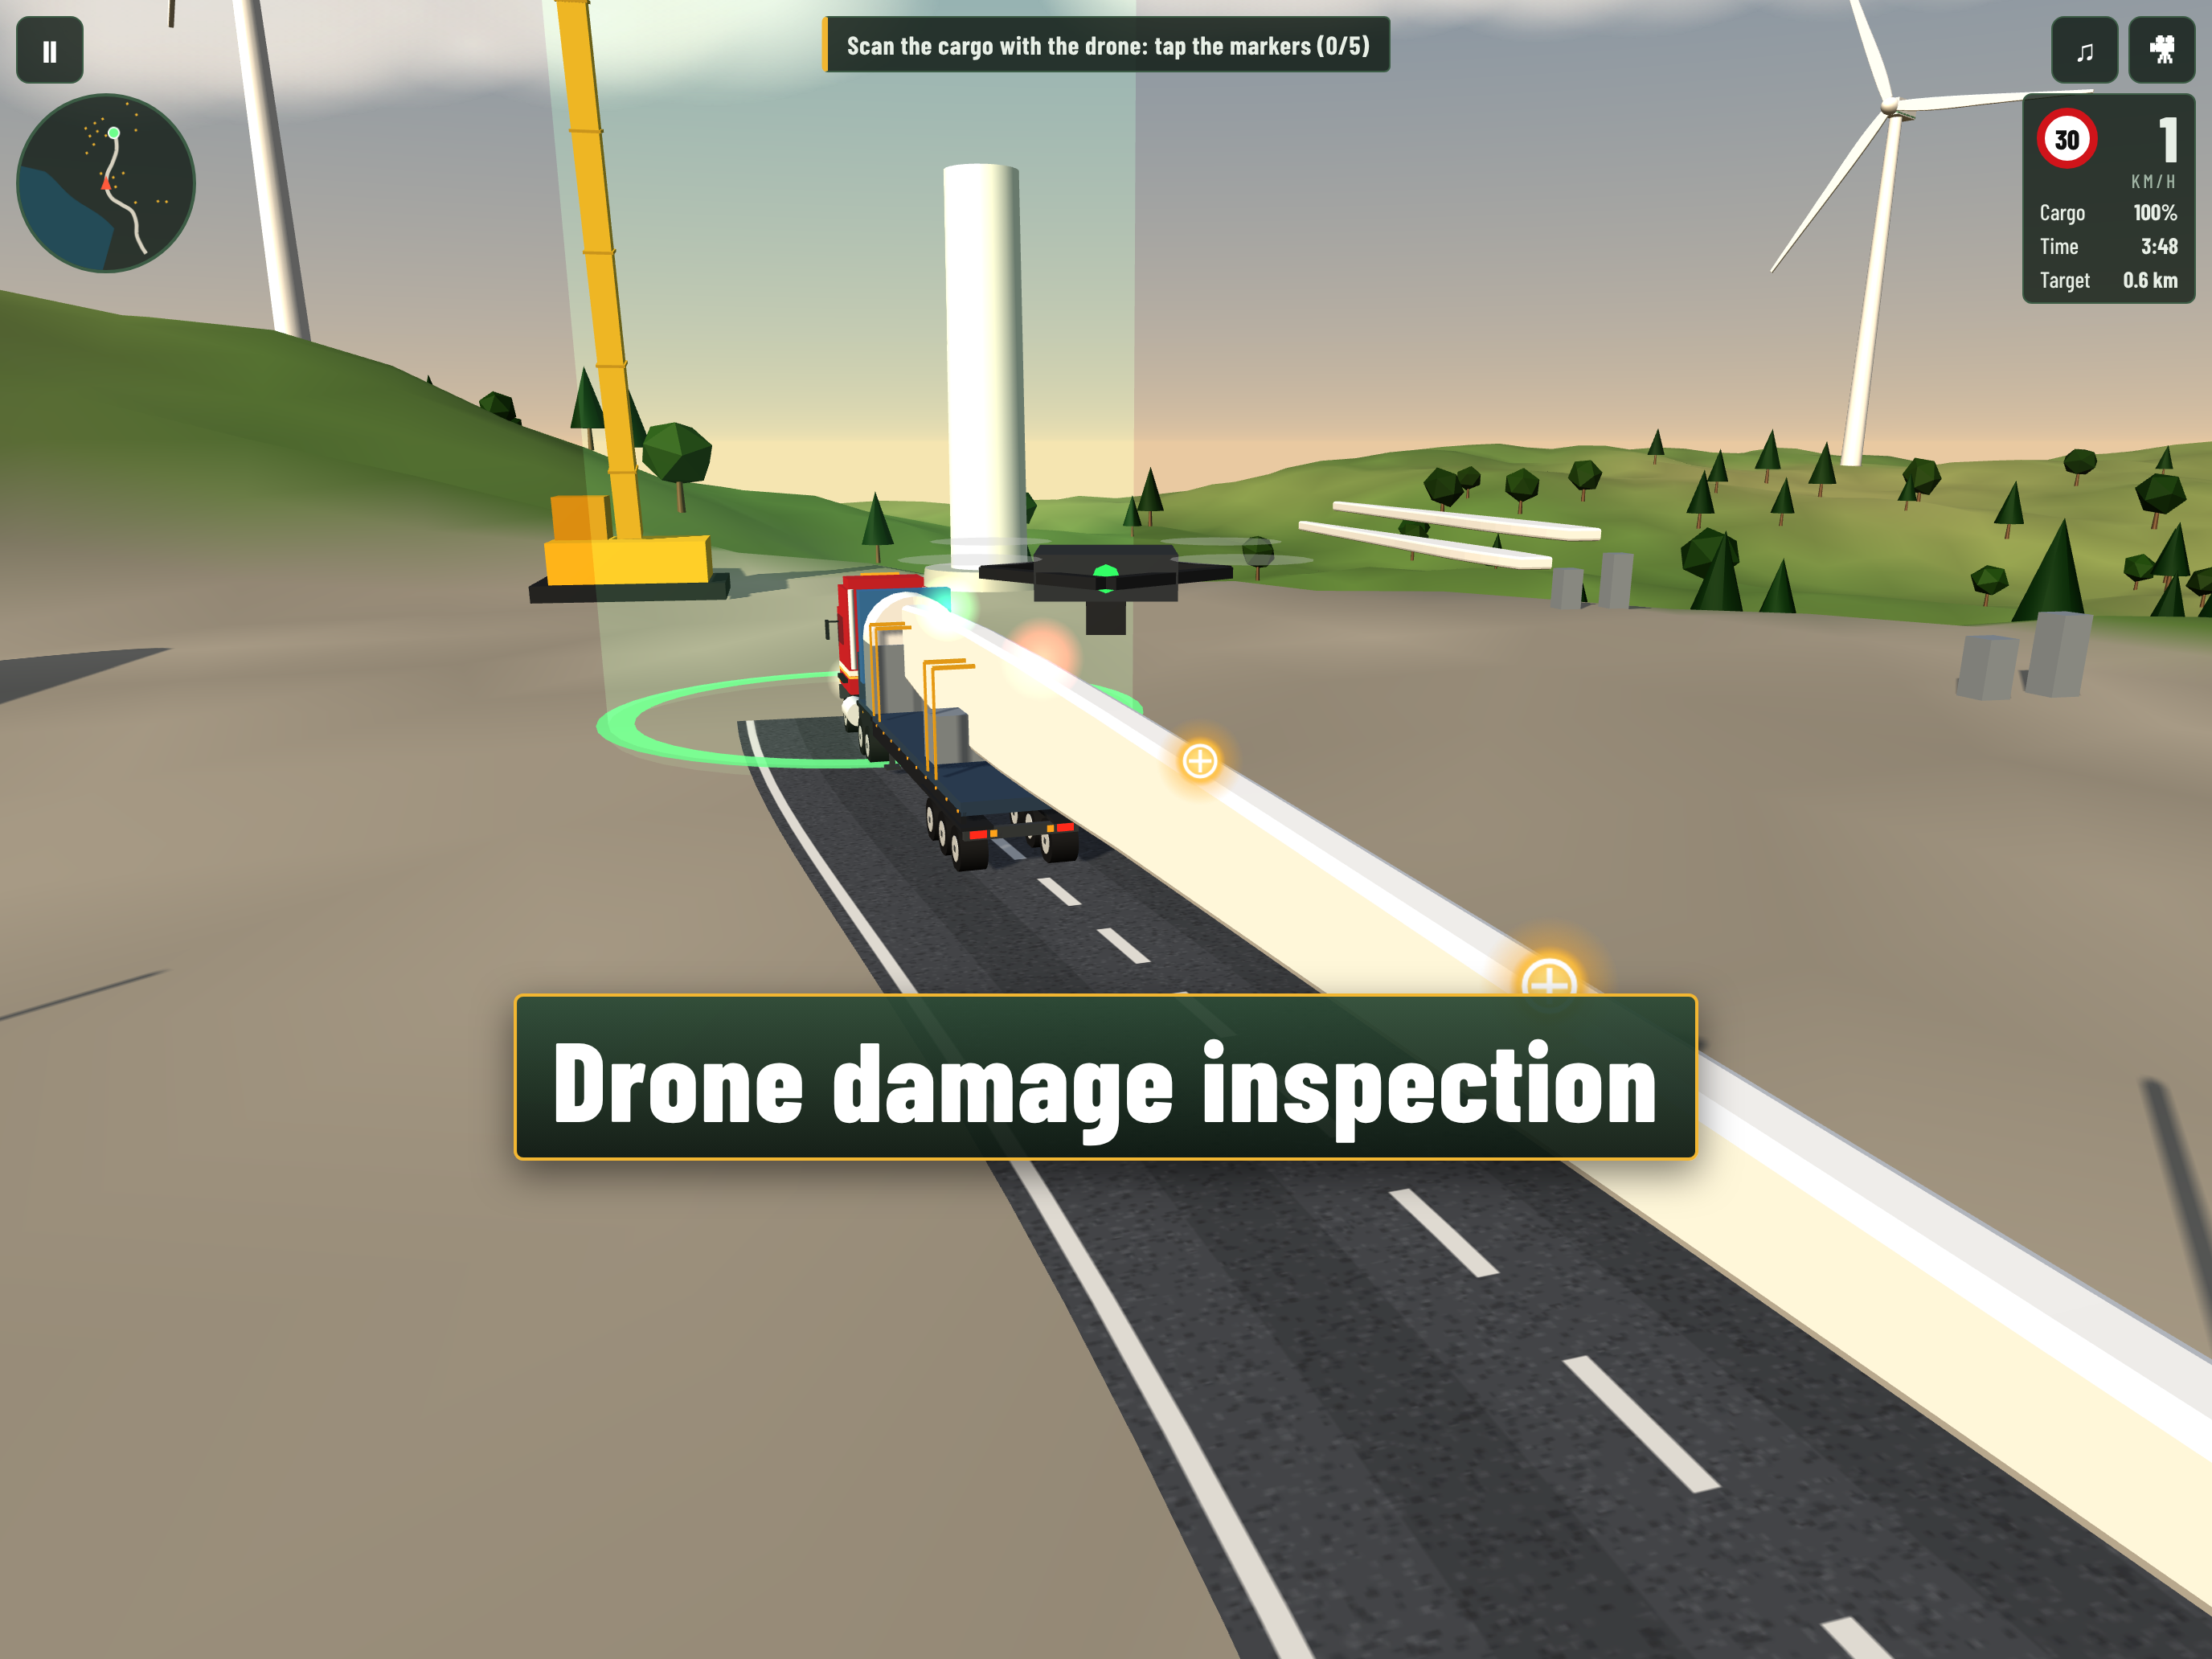 Scan the cargo with the drone: tap the markers (0/5)
30
1
KM/H
Cargo 100%
Time 3:48
Target 0.6 km
Drone damage inspection